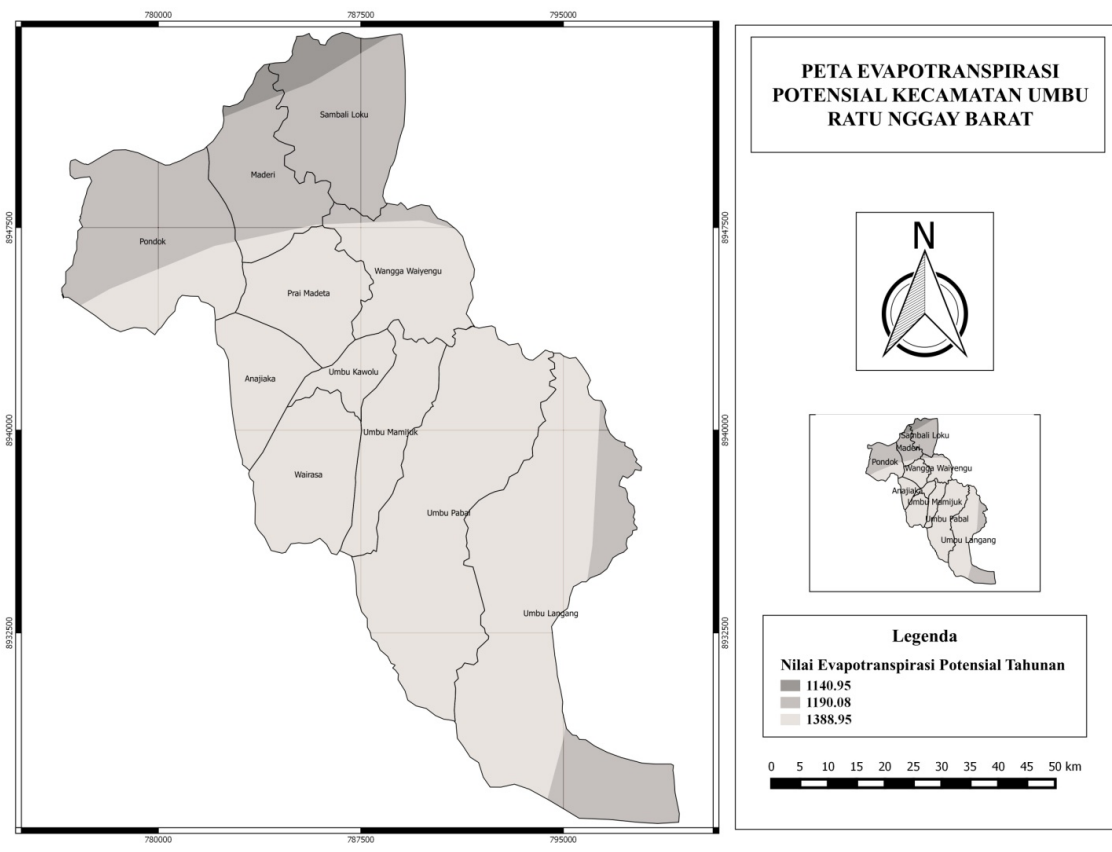 780000 787500 795000
8947500
8940000
8932500
780000 787500 795000
8947500
8940000
8932500
Sambali Loku
Maderi
Pondok
Wangga Waiyengu
Prai Madeta
Umbu Kawolu
Anajiaka
Umbu Mamijuk
Wairasa
Umbu Pabal
Umbu Langang
PETA EVAPOTRANSPIRASI
POTENSIAL KECAMATAN UMBU
RATU NGGAY BARAT
N
Sambali Loku
Maderi
Pondok
Wangga Waiyengu
Anajiaka
Umbu Mamijuk
Umbu Pabal
Umbu Langang
Legenda
Nilai Evapotranspirasi Potensial Tahunan
1140.95
1190.08
1388.95
0 5 10 15 20 25 30 35 40 45 50 km